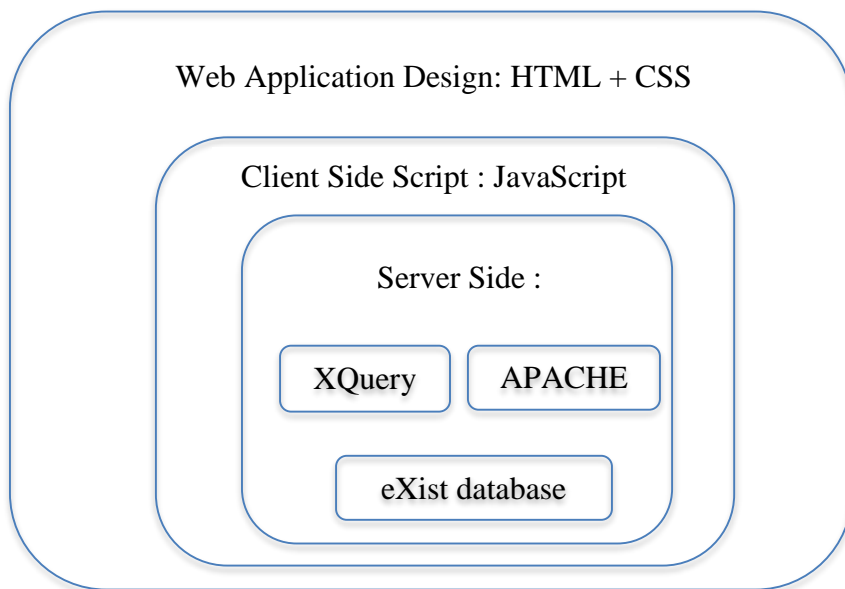 Web Application Design: HTML + CSS
Client Side Script : JavaScript
Server Side :
XQuery
APACHE
eXist database